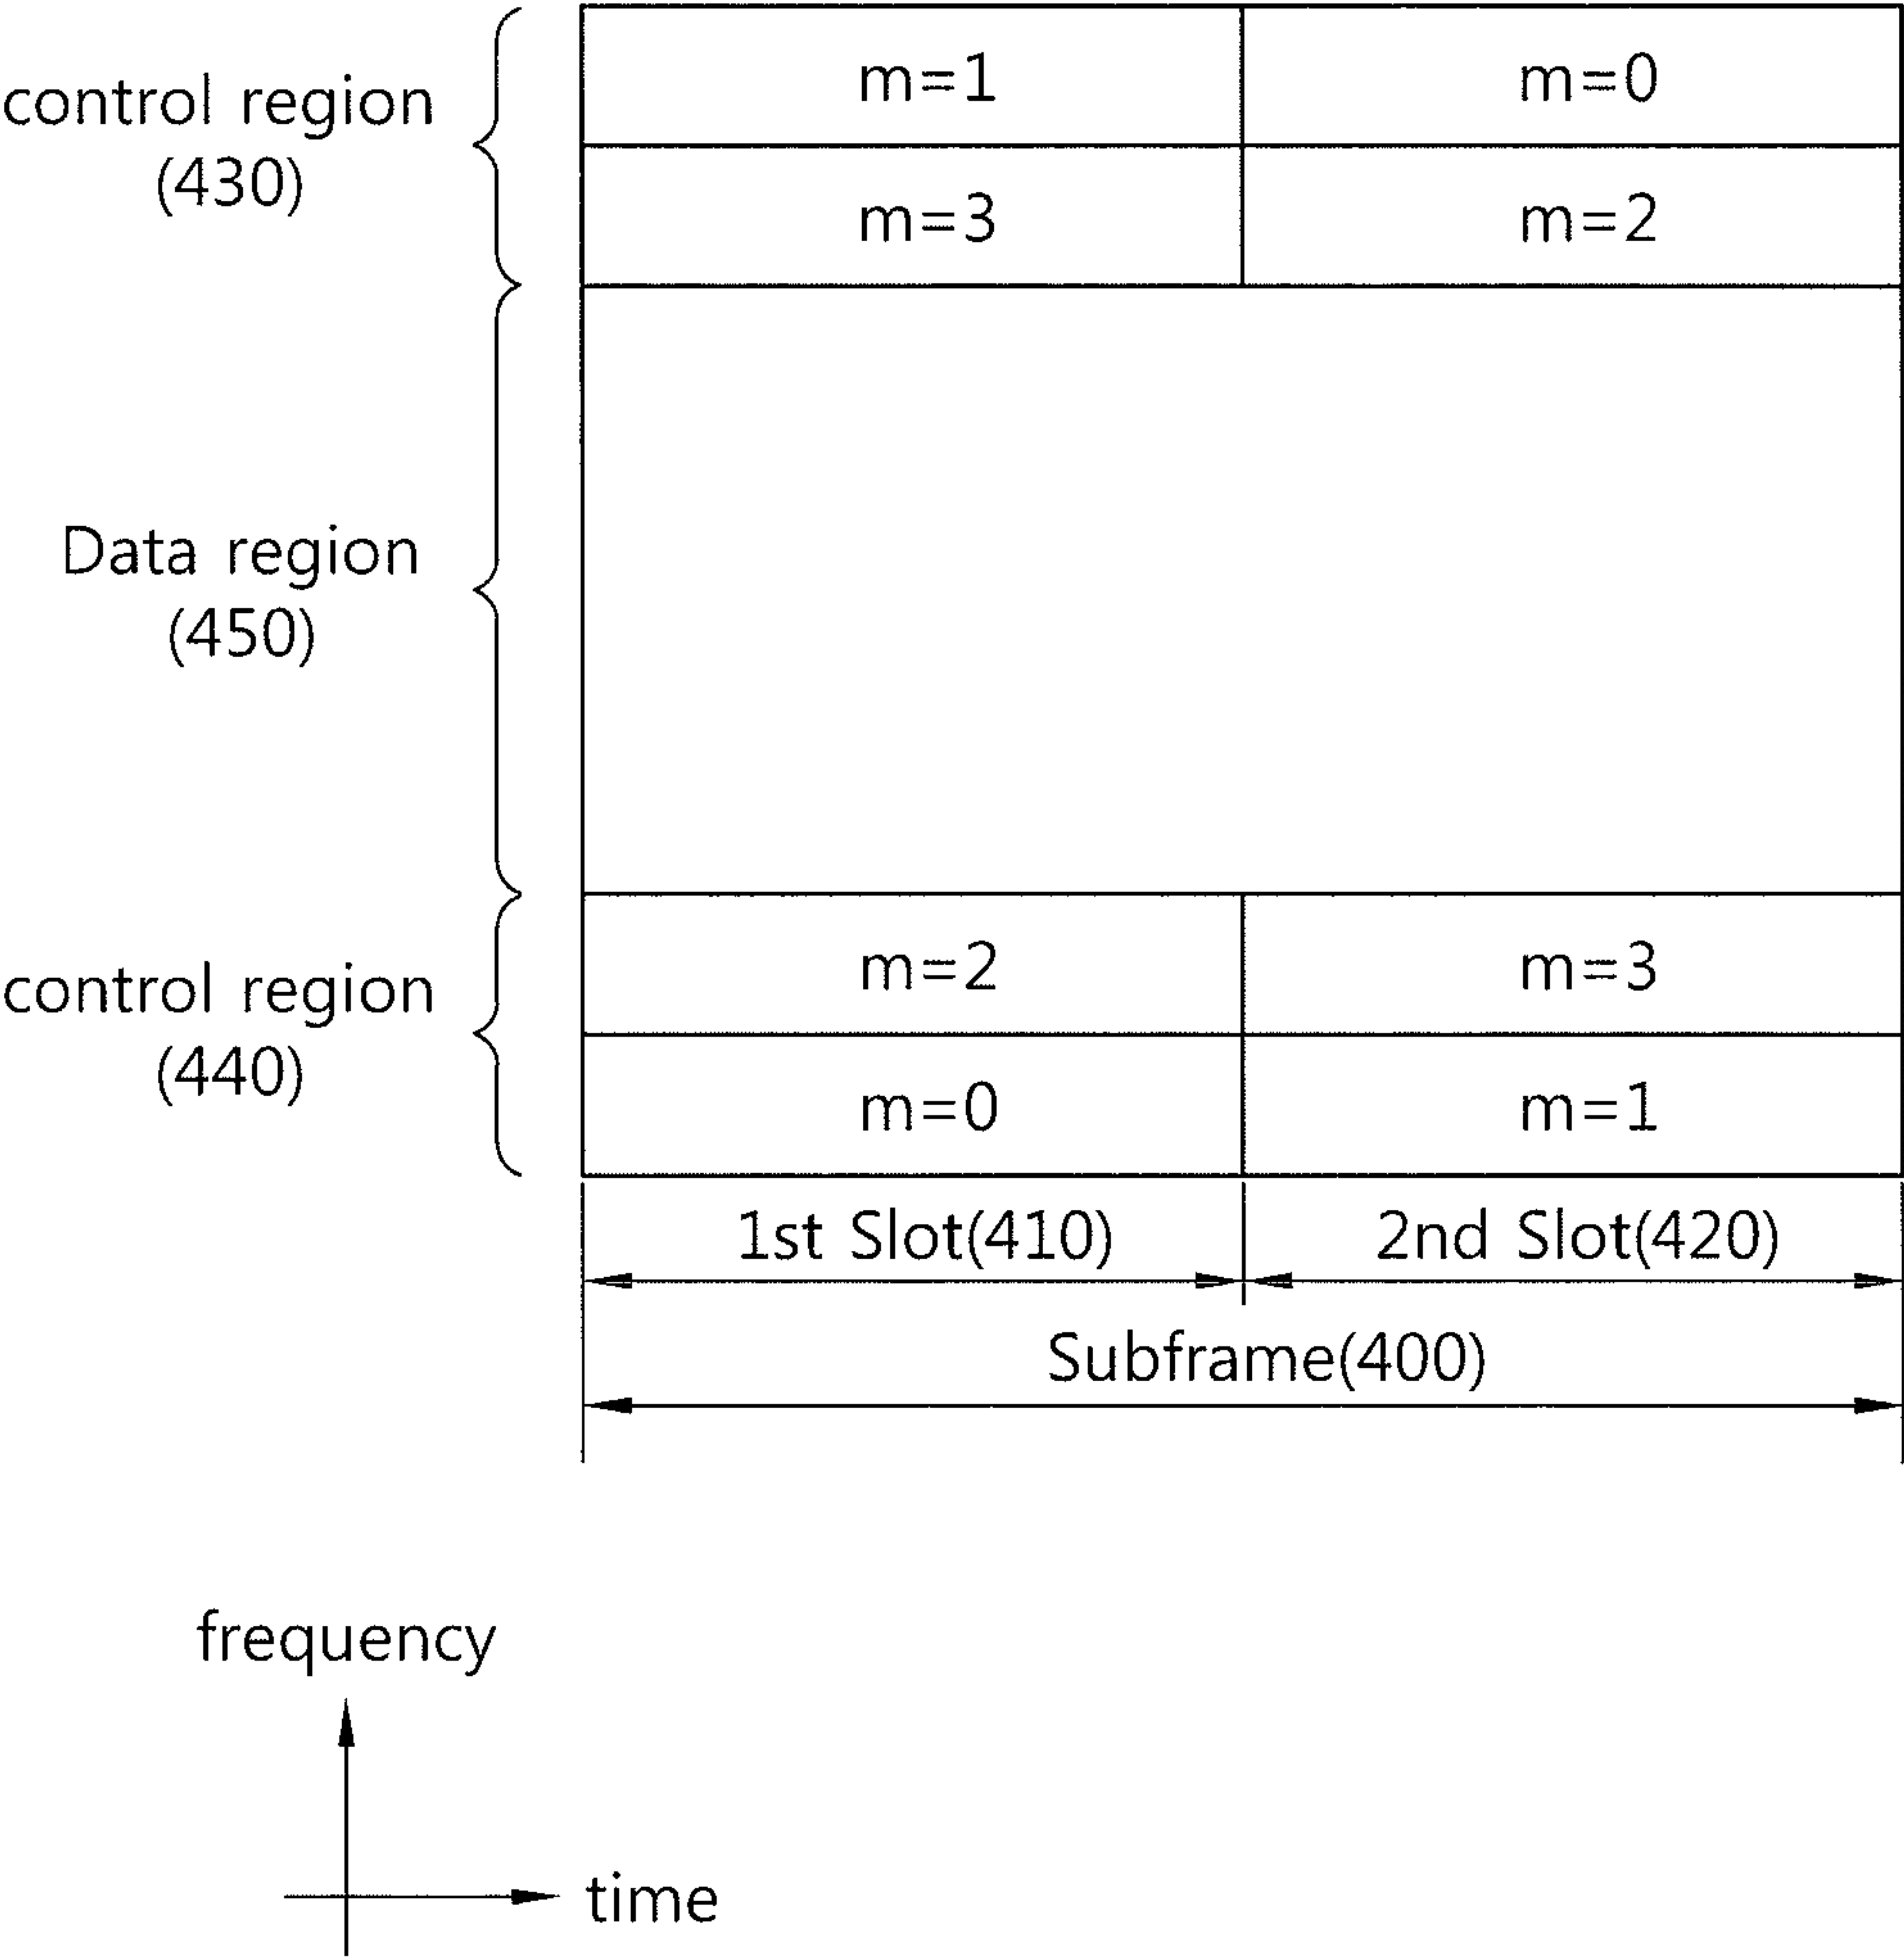 m=1 m=0
control region
(430)
m=3 m=2
Data region
(450)
m=2 m=3
control region
(440)
m=0 m=1
1st Slot(410) 2nd Slot(420)
Subframe(400)
frequency
time